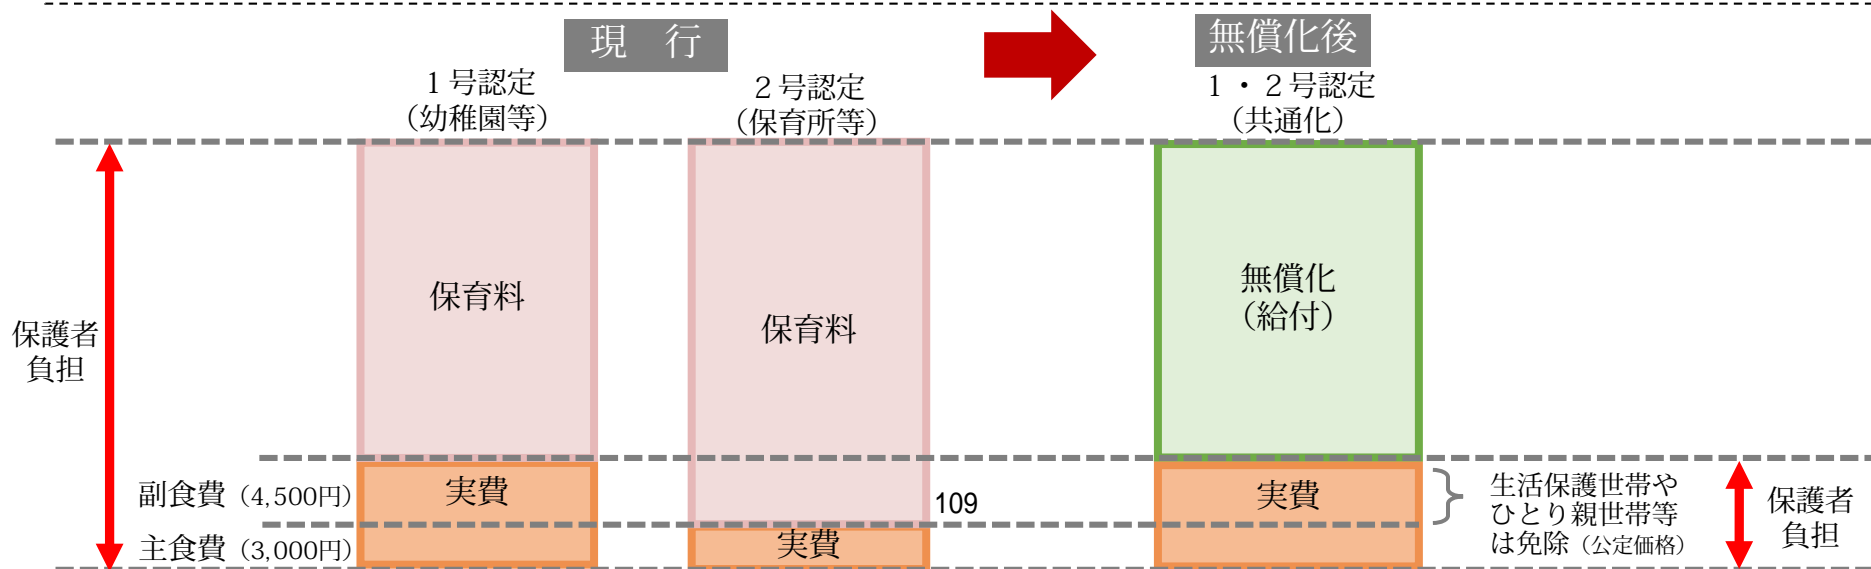 現　行
無償化後
１号認定
（幼稚園等）
２号認定
（保育所等）
１・２号認定
（共通化）
保育料
保育料
無償化
（給付）
保護者
負担
副食費（4,500円）
実費
109
実費
生活保護世帯や
ひとり親世帯等
は免除（公定価格）
保護者
負担
主食費（3,000円）
実費